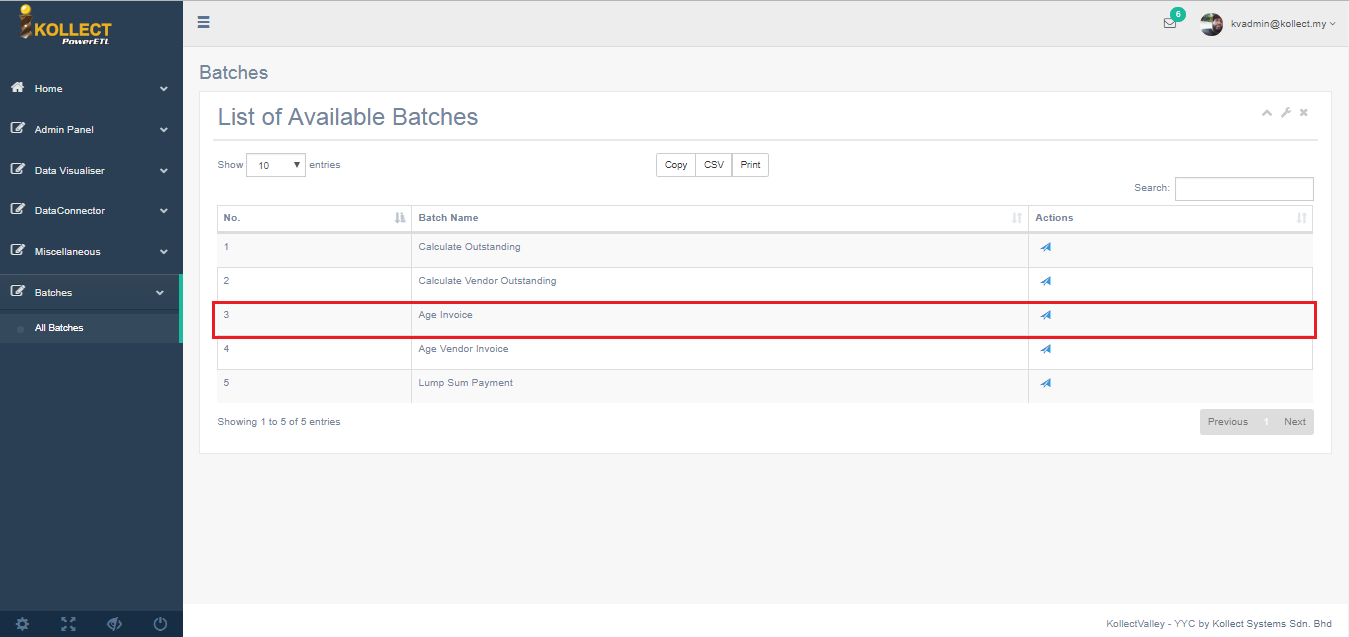 KOLLECT
PowerETL
6
kvadmin@kollect.my
Home
Admin Panel
Data Visualiser
DataConnector
Miscellaneous
Batches
All Batches
Batches
List of Available Batches
Show 10 entries
Copy CSV Print
Search:
No. Batch Name Actions
1 Calculate Outstanding
2 Calculate Vendor Outstanding
3 Age Invoice
4 Age Vendor Invoice
5 Lump Sum Payment
Showing 1 to 5 of 5 entries
Previous 1 Next
KollectValley - YYC by Kollect Systems Sdn. Bhd